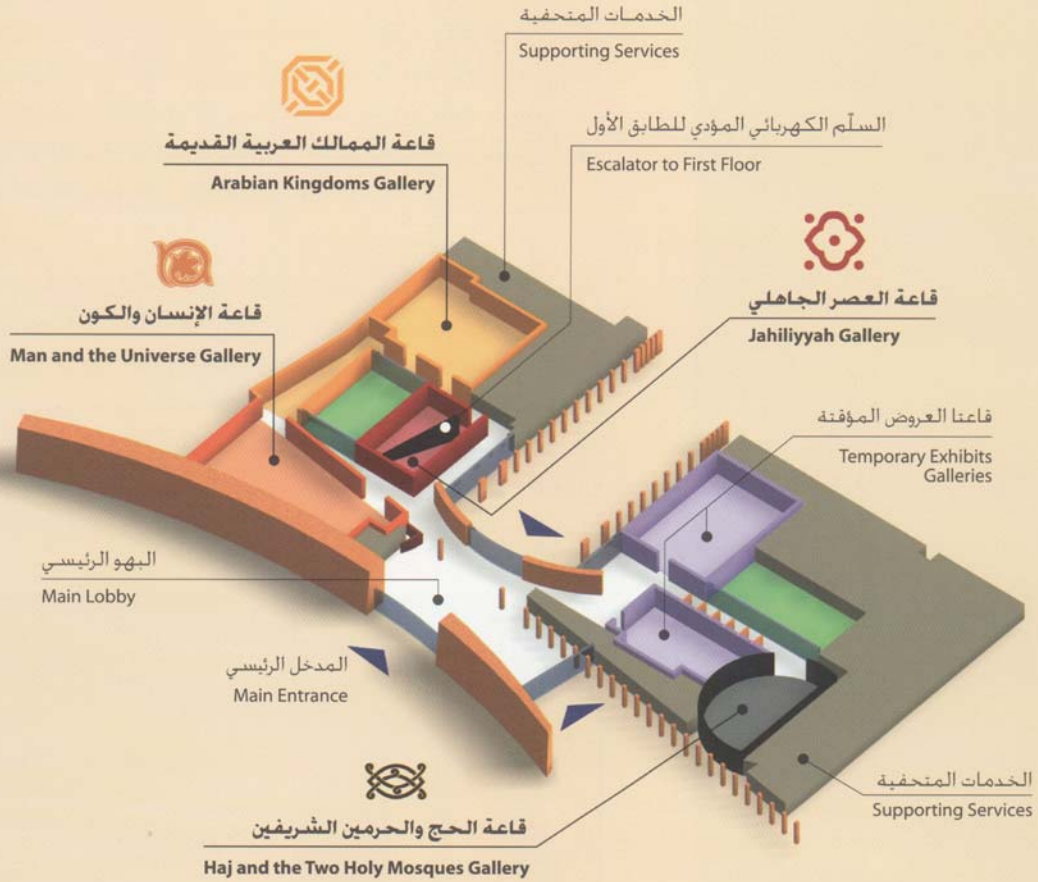 الخدمـات المتحفية
Supporting Services
السلّم الكهربائي المؤدي للطابق الأول
Escalator to First Floor
قاعة الممالك العربية القديمة
Arabian Kingdoms Gallery
قاعة العصر الجاهلي
Jahiliyyah Gallery
قاعة الإنسان والكون
Man and the Universe Gallery
قاعتا العروض المؤقتة
Temporary Exhibits
Galleries
البهو الرئيسي
Main Lobby
المدخل الرئيسي
Main Entrance
الخدمات المتحفية
Supporting Services
قاعة الحج والحرمين الشريفين
Haj and the Two Holy Mosques Gallery